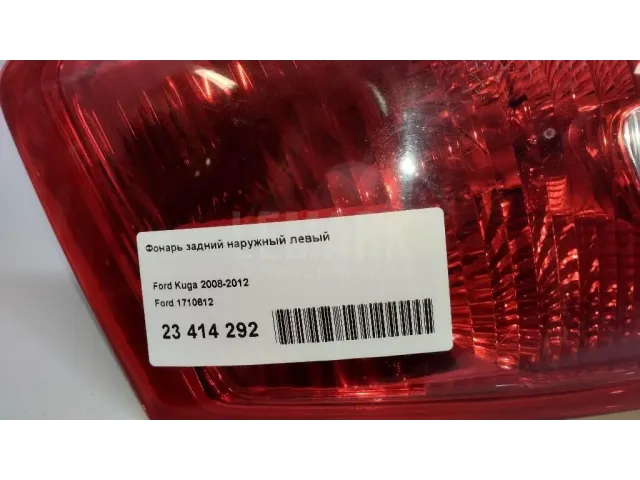 Фонарь задний наружный левый
Ford Kuga 2008-2012
Ford 1710612
23 414 292